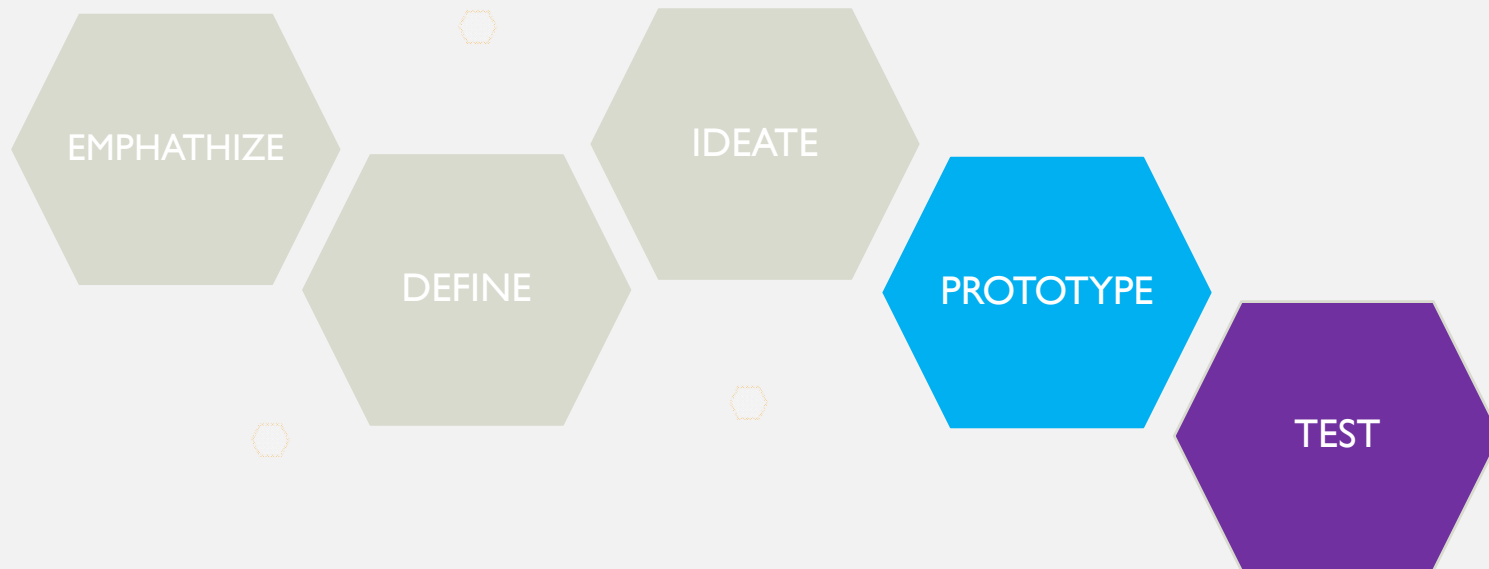 EMPHATHIZE
DEFINE
IDEATE
PROTOTYPE
TEST